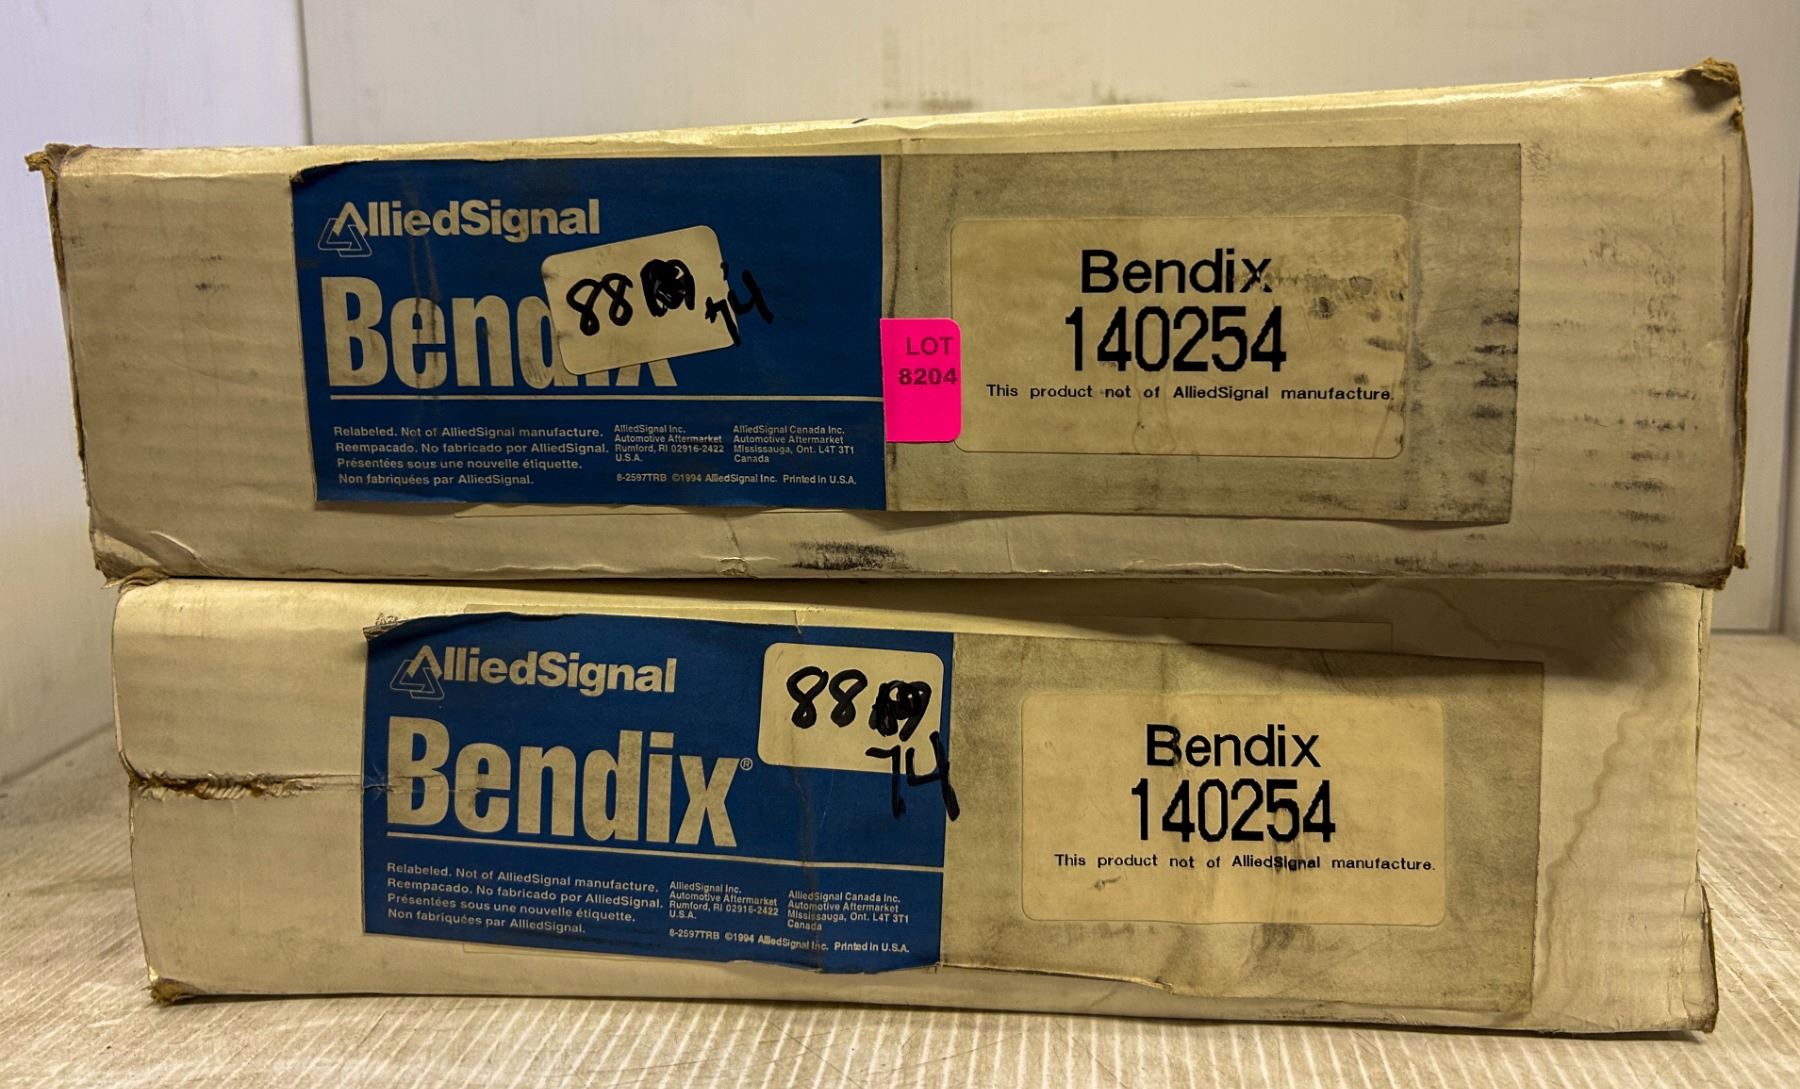 AlliedSignal
Bendix
88 74
Relabeled. Not of AlliedSignal manufacture.
Reempacado. No fabricado por AlliedSignal.
Présentées sous une nouvelle étiquette.
Non fabriquées par AlliedSignal.
AlliedSignal Inc.
Automotive Aftermarket
Rumford, RI 02916-2422
U.S.A.
AlliedSignal Canada Inc.
Automotive Aftermarket
Mississauga, Ont. L4T 3T1
Canada
8-2597TRB ©1994 AlliedSignal Inc. Printed in U.S.A.
LOT
8204
Bendix
140254
This product not of AlliedSignal manufacture.
AlliedSignal
Bendix®
88
74
Relabeled. Not of AlliedSignal manufacture.
Reempacado. No fabricado por AlliedSignal.
Présentées sous une nouvelle étiquette.
Non fabriquées par AlliedSignal.
AlliedSignal Inc.
Automotive Aftermarket
Rumford, RI 02916-2422
U.S.A.
AlliedSignal Canada Inc.
Automotive Aftermarket
Mississauga, Ont. L4T 3T1
Canada
8-2597TRB ©1994 AlliedSignal Inc. Printed in U.S.A.
Bendix
140254
This product not of AlliedSignal manufacture.